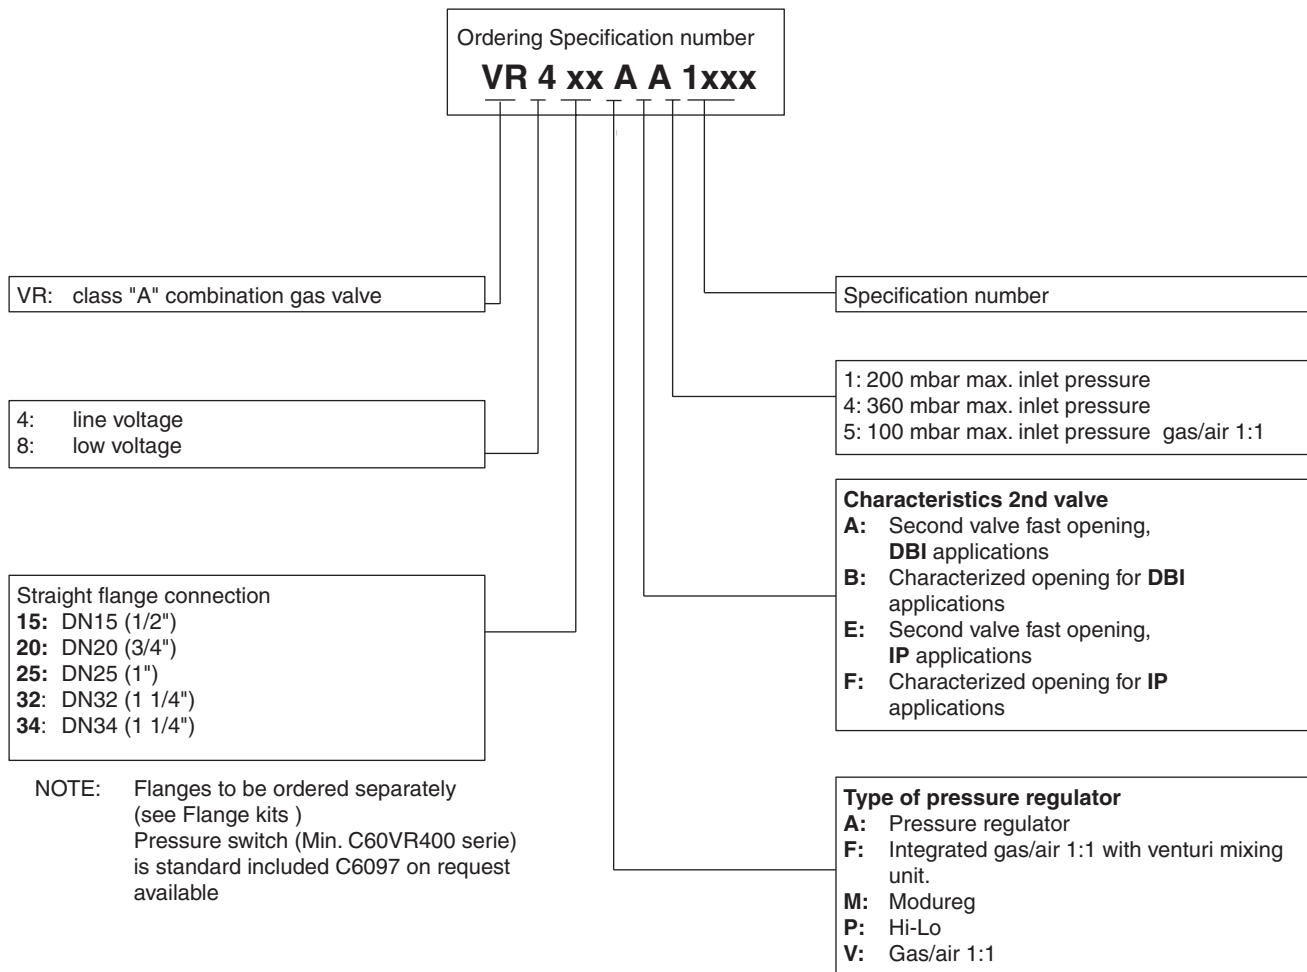 Ordering Specification number
VR 4 xx A A 1xxx
VR: class "A" combination gas valve
4: line voltage
8: low voltage
Straight flange connection
15: DN15 (1/2")
20: DN20 (3/4")
25: DN25 (1")
32: DN32 (1 1/4")
34: DN34 (1 1/4")
NOTE: Flanges to be ordered separately
(see Flange kits )
Pressure switch (Min. C60VR400 serie)
is standard included C6097 on request
available
Specification number
1: 200 mbar max. inlet pressure
4: 360 mbar max. inlet pressure
5: 100 mbar max. inlet pressure gas/air 1:1
Characteristics 2nd valve
A: Second valve fast opening,
DBI applications
B: Characterized opening for DBI
applications
E: Second valve fast opening,
IP applications
F: Characterized opening for IP
applications
Type of pressure regulator
A: Pressure regulator
F: Integrated gas/air 1:1 with venturi mixing
unit.
M: Modureg
P: Hi-Lo
V: Gas/air 1:1